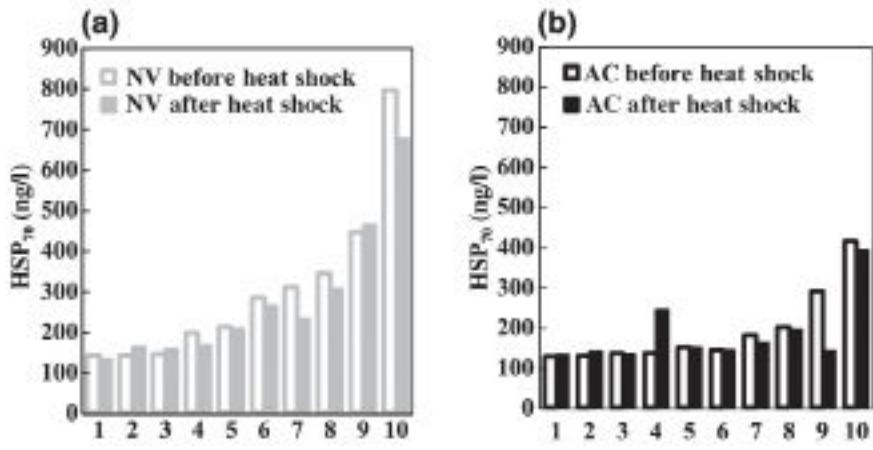 (a)
900
NV before heat shock
800
NV after heat shock
700
600
500
400
300
200
100
0
HSP70 (ng/l)
1 2 3 4 5 6 7 8 9 10
(b)
900
AC before heat shock
800
AC after heat shock
700
600
500
400
300
200
100
0
HSP70 (ng/l)
1 2 3 4 5 6 7 8 9 10